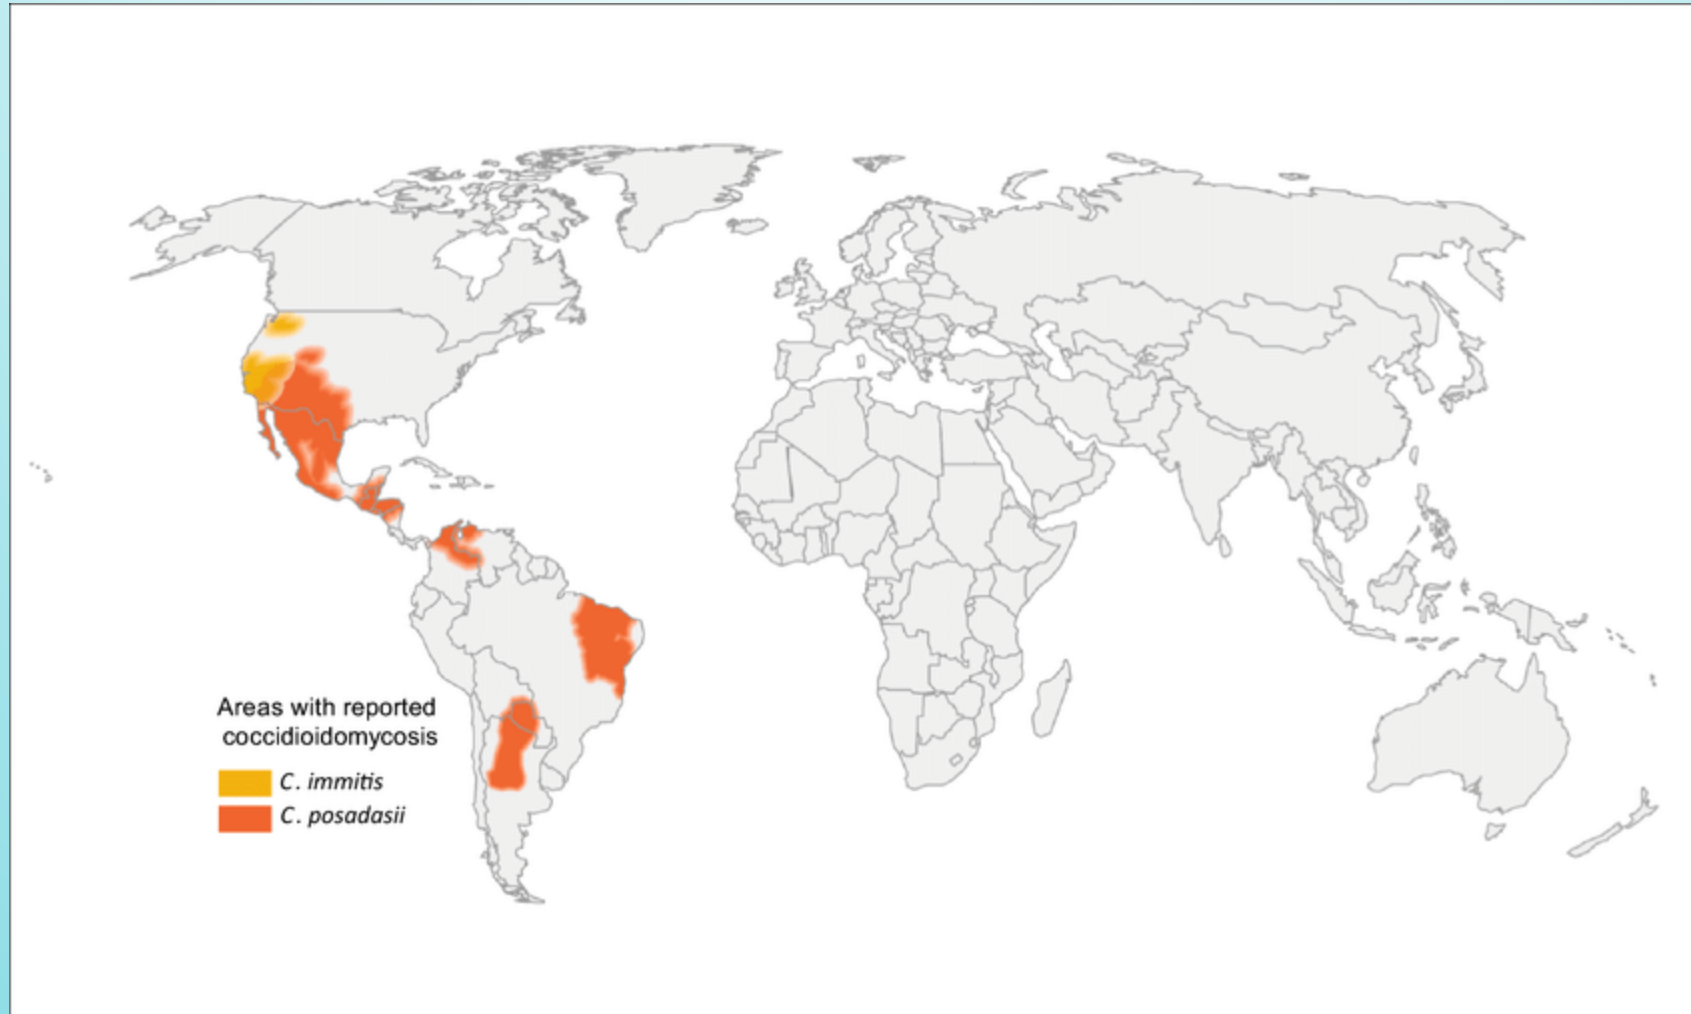 Areas with reported
coccidioidomycosis
C. immitis
C. posadasii